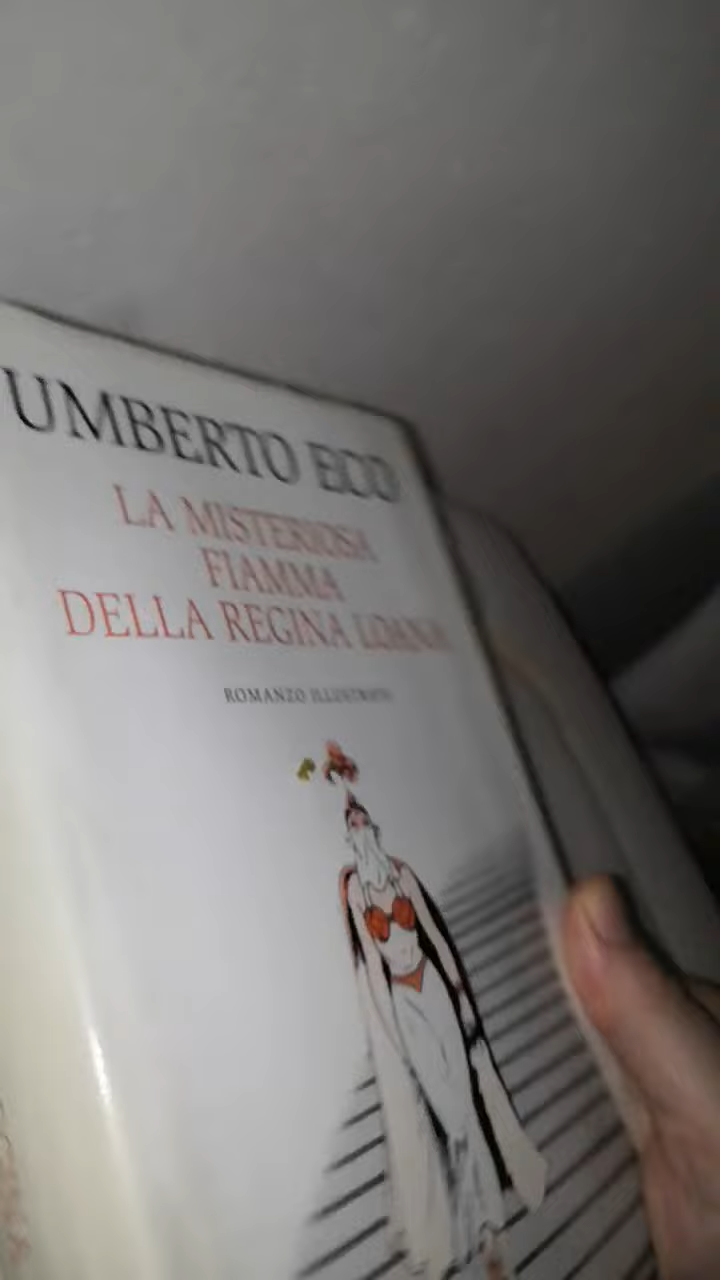 UMBERTO ECO
LA MISTERIOSA
FIAMMA
DELLA REGINA LOANA
ROMANZO ILLUSTRATO